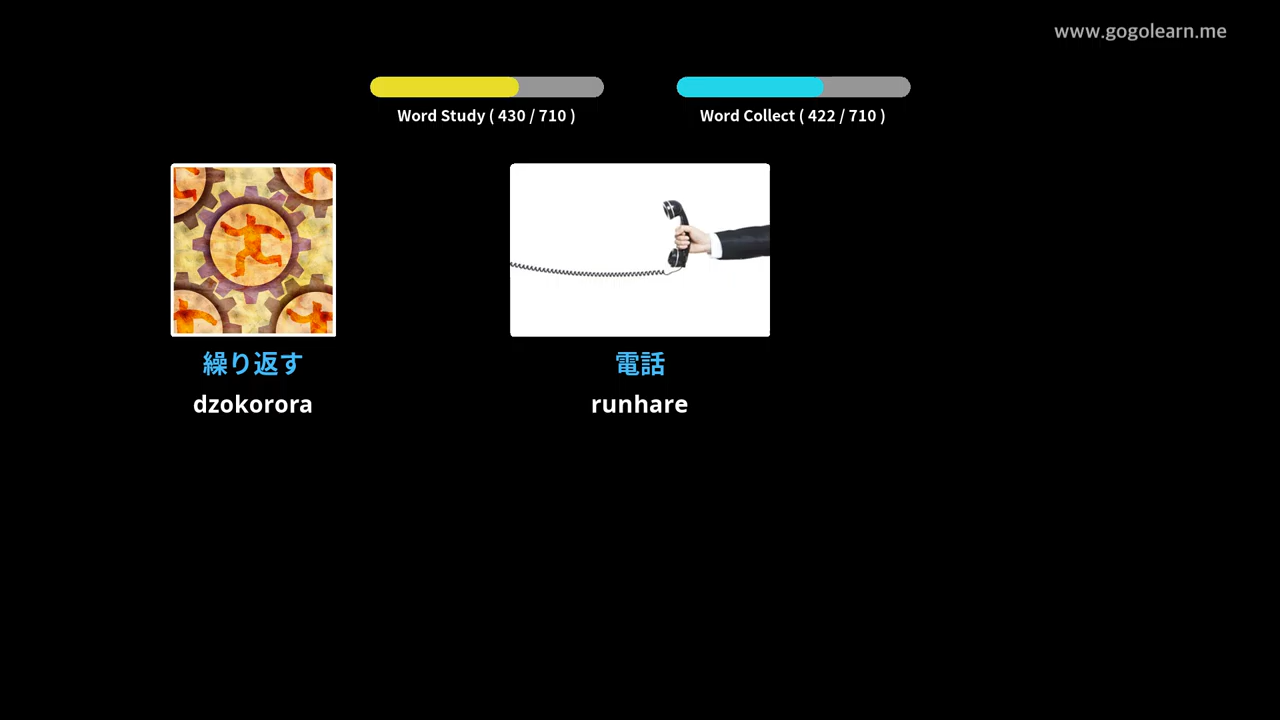 www.gogolearn.me
Word Study ( 430 / 710 )
Word Collect ( 422 / 710 )
繰り返す
dzokorora
電話
runhare